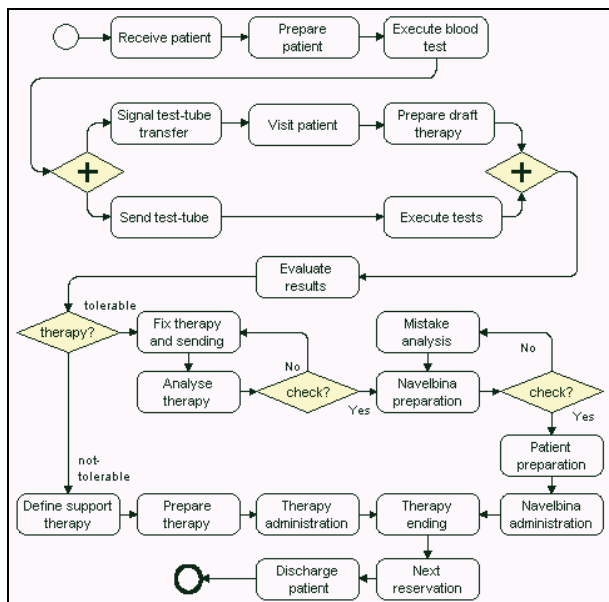 Receive patient
Prepare
patient
Execute blood
test
Signal test-tube
transfer
Visit patient
Prepare draft
therapy
Send test-tube
Execute tests
Evaluate
results
tolerable
therapy?
Fix therapy
and sending
Mistake
analysis
No
No
Analyse
therapy
check?
Yes
Navelbina
preparation
check?
Yes
Patient
preparation
not-
tolerable
Define support
therapy
Prepare
therapy
Therapy
administration
Therapy
ending
Navelbina
administration
Discharge
patient
Next
reservation